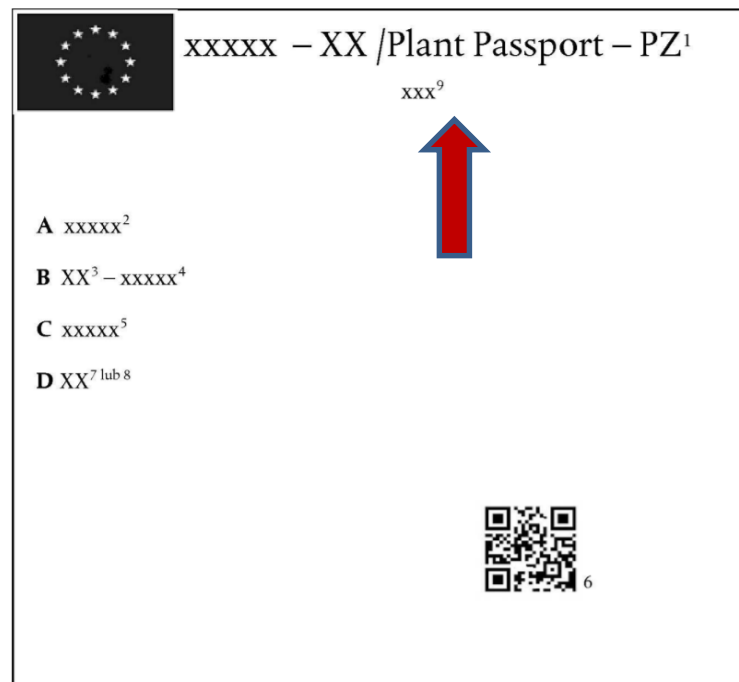 xxxxx – XX /Plant Passport – PZ¹
xxx⁹
A xxxxx²
B XX³ – xxxxx⁴
C xxxxx⁵
D XX⁷ ˡᵘᵇ ⁸
6